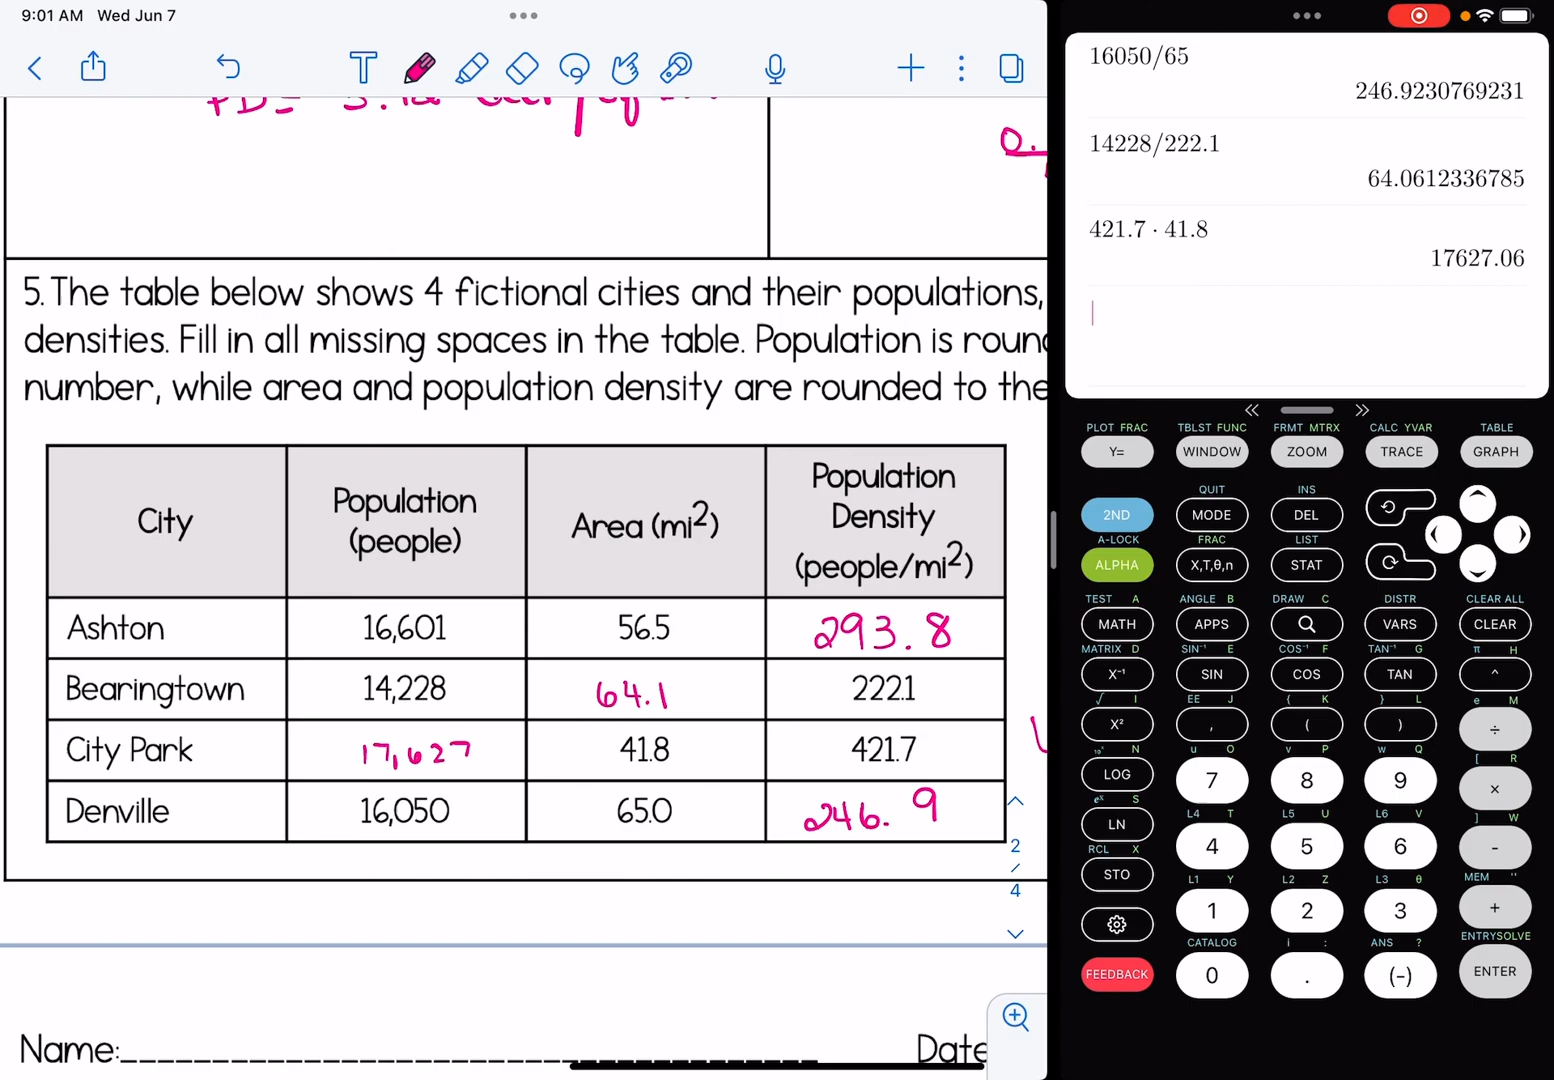 9:01 AM Wed Jun 7
T
PD =
0.
5. The table below shows 4 fictional cities and their populations,
densities. Fill in all missing spaces in the table. Population is roun
number, while area and population density are rounded to the
City
Population (people)
Area (mi²)
Population Density (people/mi²)
Ashton 16,601 56.5 293.8
Bearingtown 14,228 64.1 222.1
City Park 17,627 41.8 421.7
Denville 16,050 65.0 246.9
2
/
4
Name:__________________________________ Date
16050/65
246.9230769231
14228/222.1
64.0612336785
421.7 · 41.8
17627.06
PLOT FRAC TBLST FUNC FRMT MTRX CALC YVAR TABLE
Y= WINDOW ZOOM TRACE GRAPH
QUIT INS
2ND MODE DEL
A-LOCK FRAC LIST
ALPHA X,T,θ,n STAT
TEST A ANGLE B DRAW C DISTR CLEAR ALL
MATH APPS VARS CLEAR
MATRIX D SIN⁻¹ E COS⁻¹ F TAN⁻¹ G π H
X⁻¹ SIN COS TAN ^
√ I EE J { K } L e M
X² , ( ) ÷
10ˣ N u O v P w Q [ R
LOG 7 8 9 ×
eˣ S L4 T L5 U L6 V ] W
LN 4 5 6 -
RCL X L1 Y L2 Z L3 θ MEM "
STO 1 2 3 +
CATALOG i : ANS ? ENTRY SOLVE
FEEDBACK 0 . (-) ENTER